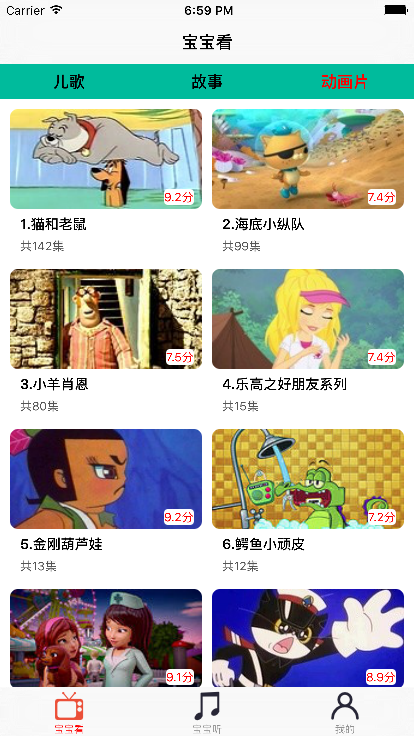 Carrier 6:59 PM
宝宝看
儿歌 故事 动画片
9.2分 7.4分
1.猫和老鼠 2.海底小纵队
共142集 共99集
7.5分 7.4分
3.小羊肖恩 4.乐高之好朋友系列
共80集 共15集
9.2分 7.2分
5.金刚葫芦娃 6.鳄鱼小顽皮
共13集 共12集
9.1分 8.9分
宝宝看 宝宝听 我的